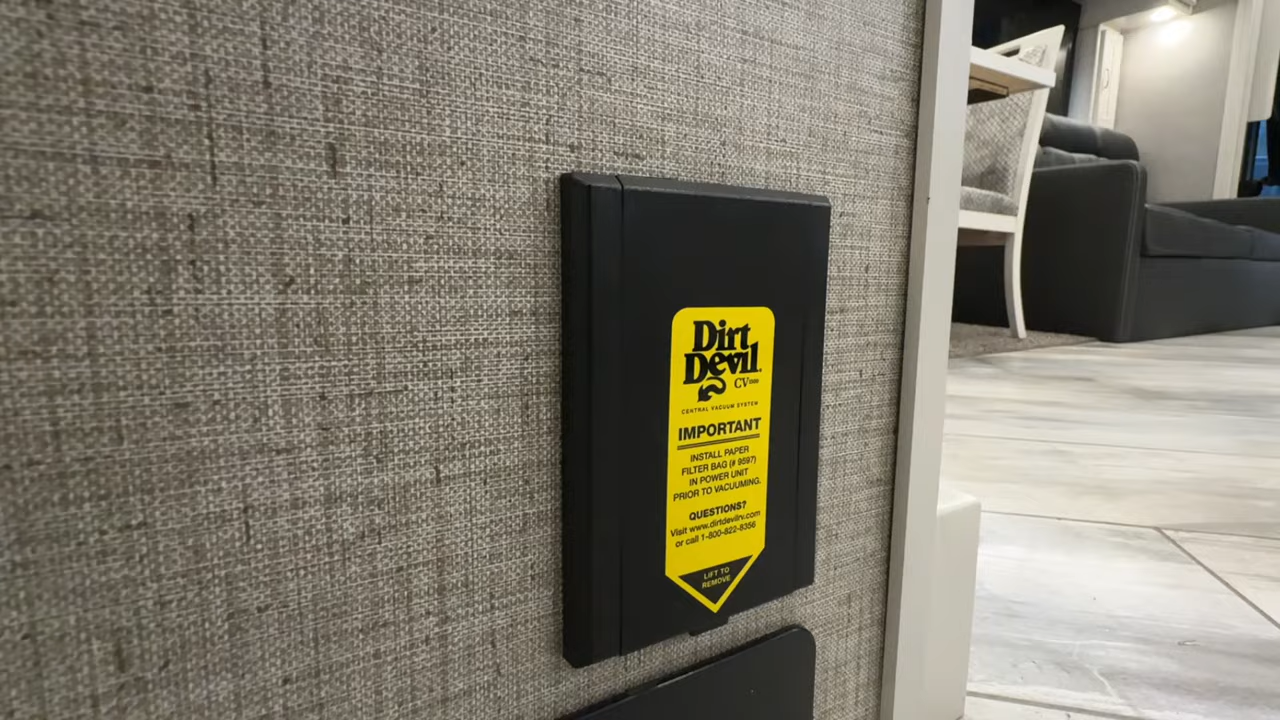 Dirt
Devil.
CV
CENTRAL VACUUM SYSTEM
IMPORTANT
INSTALL PAPER
FILTER BAG (# 9597)
IN POWER UNIT
PRIOR TO VACUUMING.
QUESTIONS?
Visit www.dirtdevilrv.com
or call 1-800-822-8356
LIFT TO
REMOVE